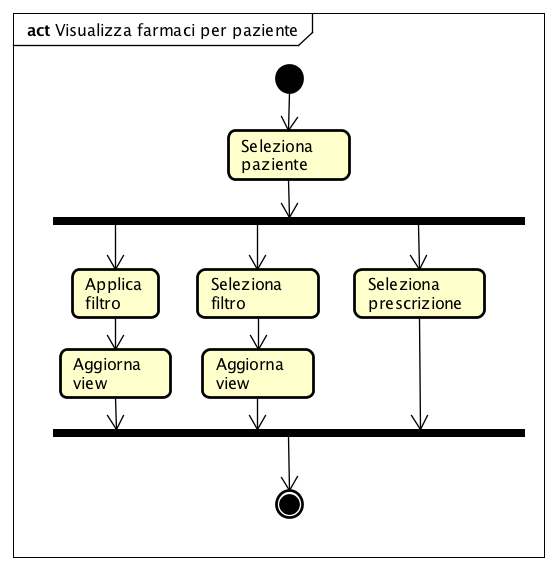 act Visualizza farmaci per paziente
Seleziona
paziente
Applica
filtro
Seleziona
filtro
Seleziona
prescrizione
Aggiorna
view
Aggiorna
view